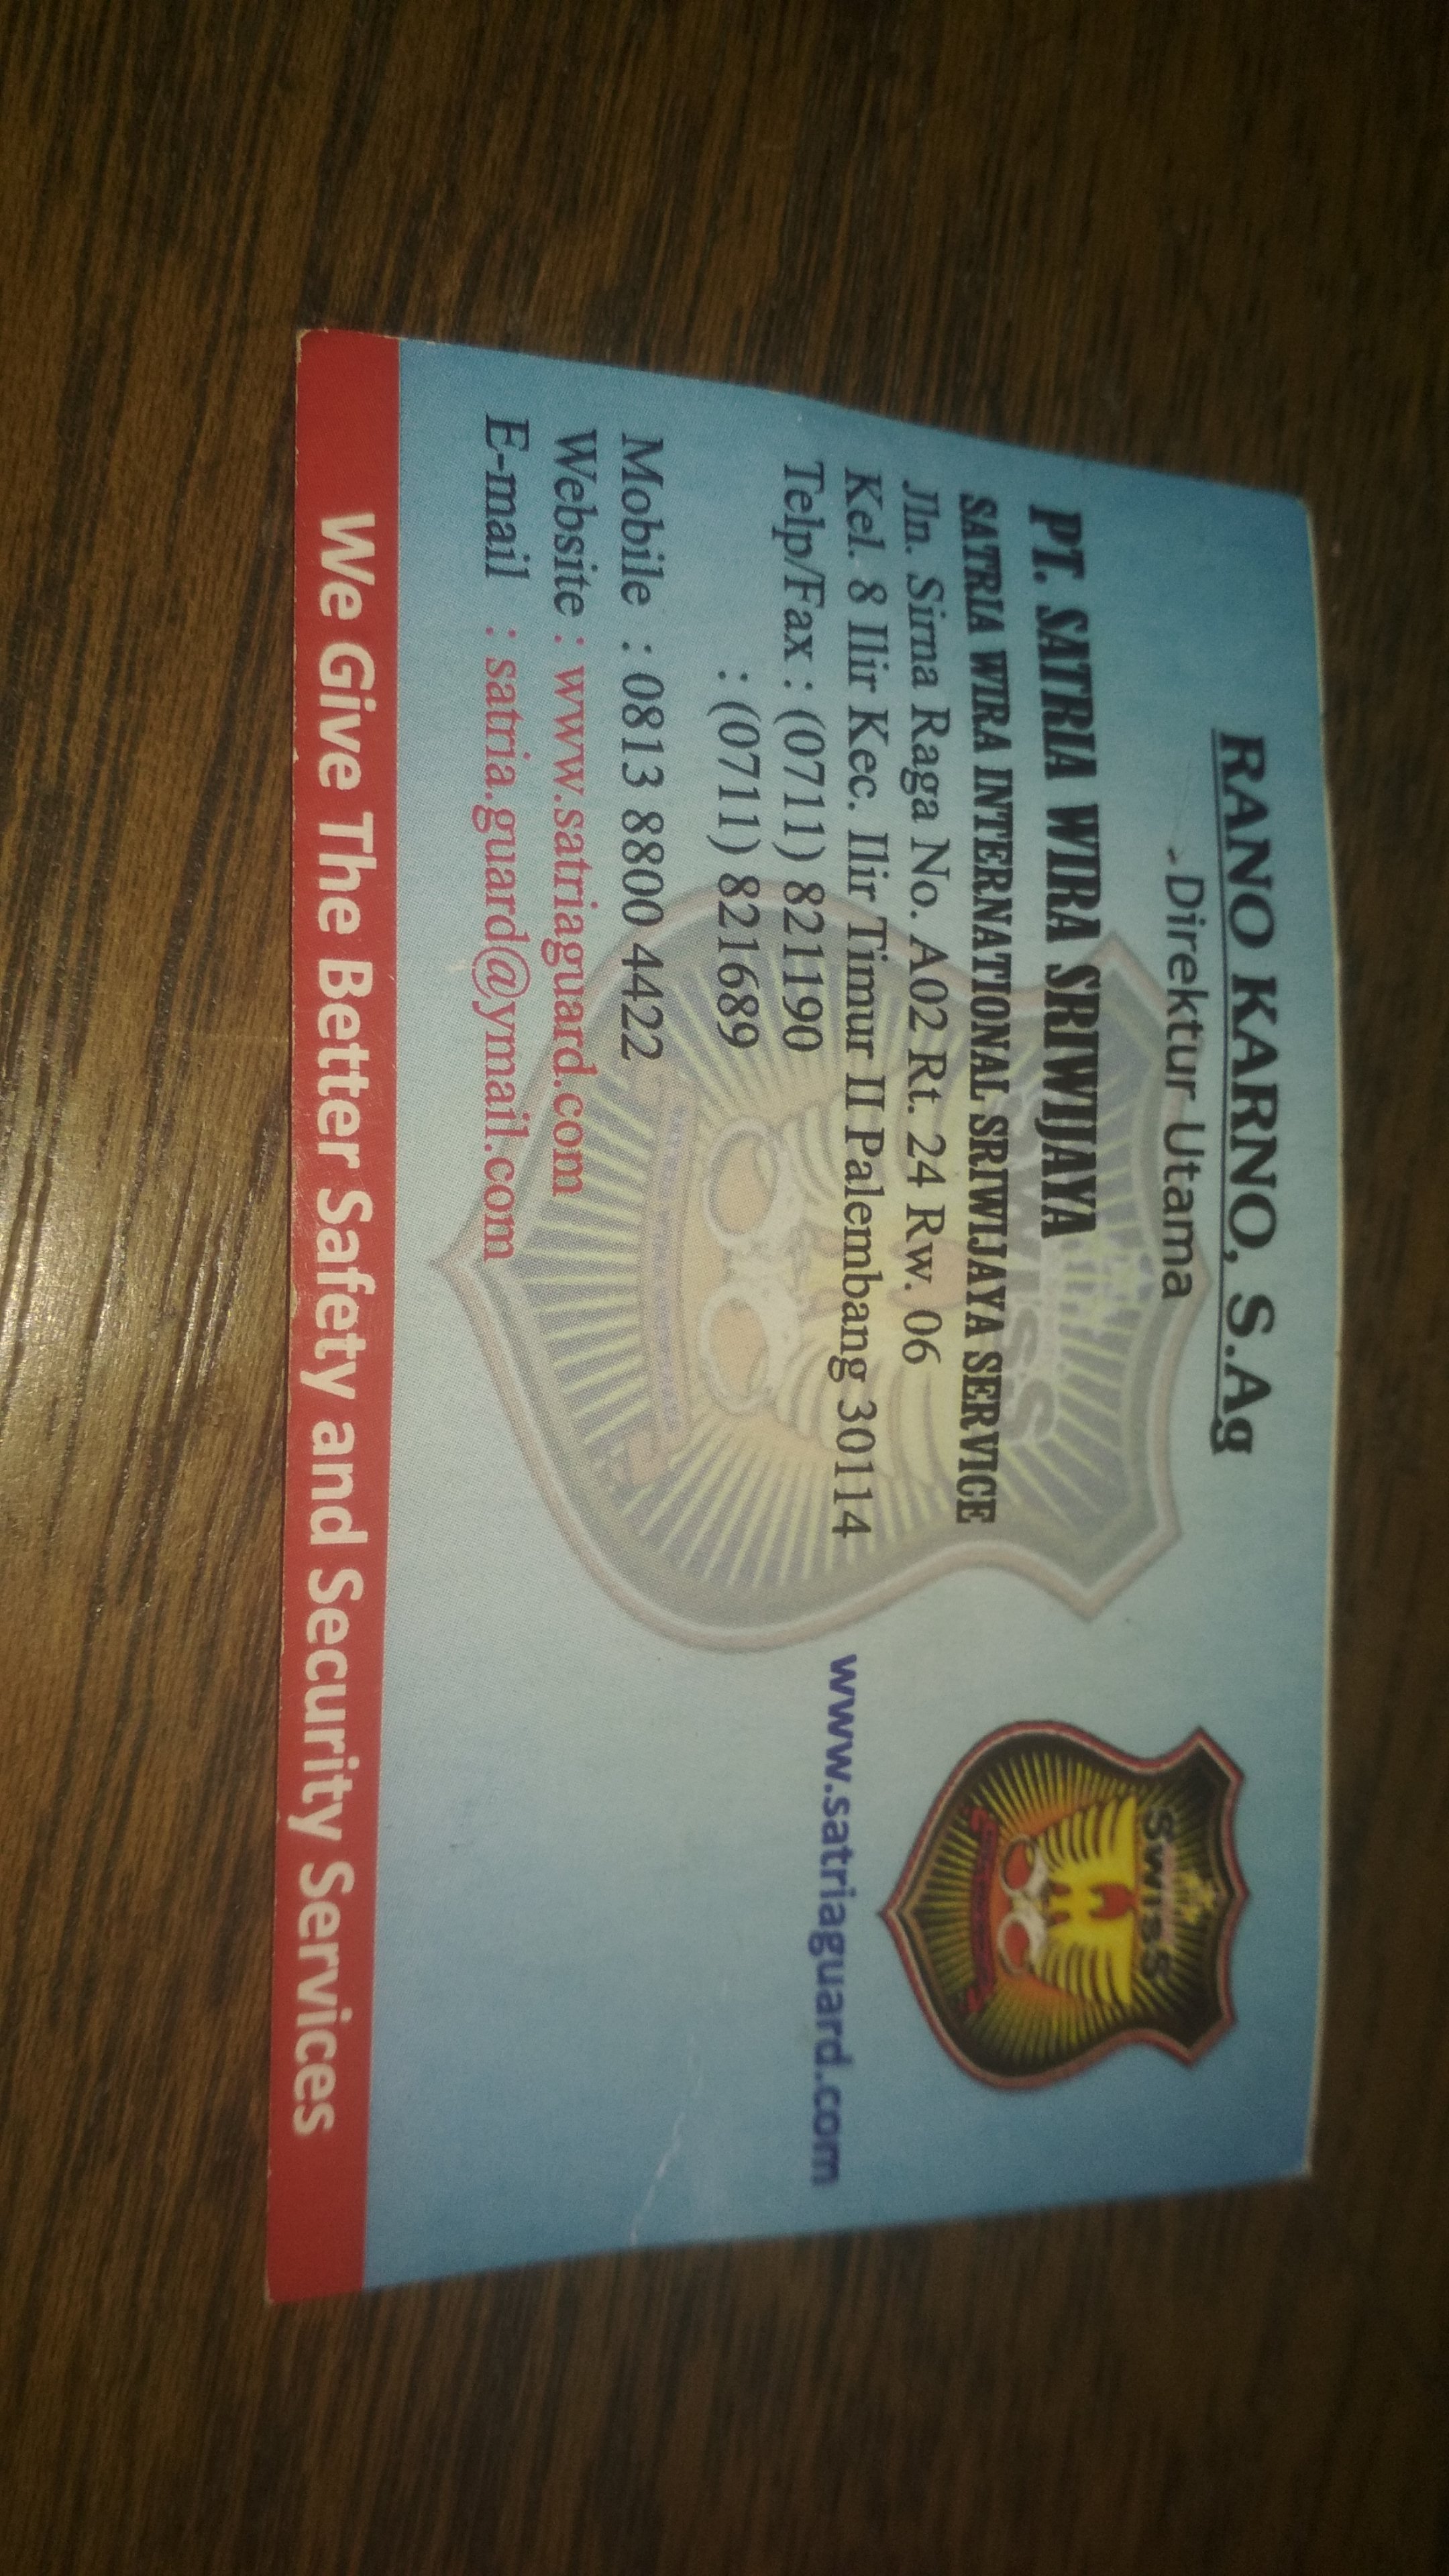 RANO KARNO, S.Ag
Direktur Utama
PT. SATRIA WIRA SRIWIJAYA
SATRIA WIRA INTERNATIONAL SRIWIJAYA SERVICE
Jln. Sirna Raga No. A02 Rt. 24 Rw. 06
Kel. 8 Ilir Kec. Ilir Timur II Palembang 30114
Telp/Fax : (0711) 821190
: (0711) 821689
Mobile : 0813 8800 4422
Website : www.satriaguard.com
E-mail : satria.guard@ymail.com
SWISS
www.satriaguard.com
We Give The Better Safety and Security Services